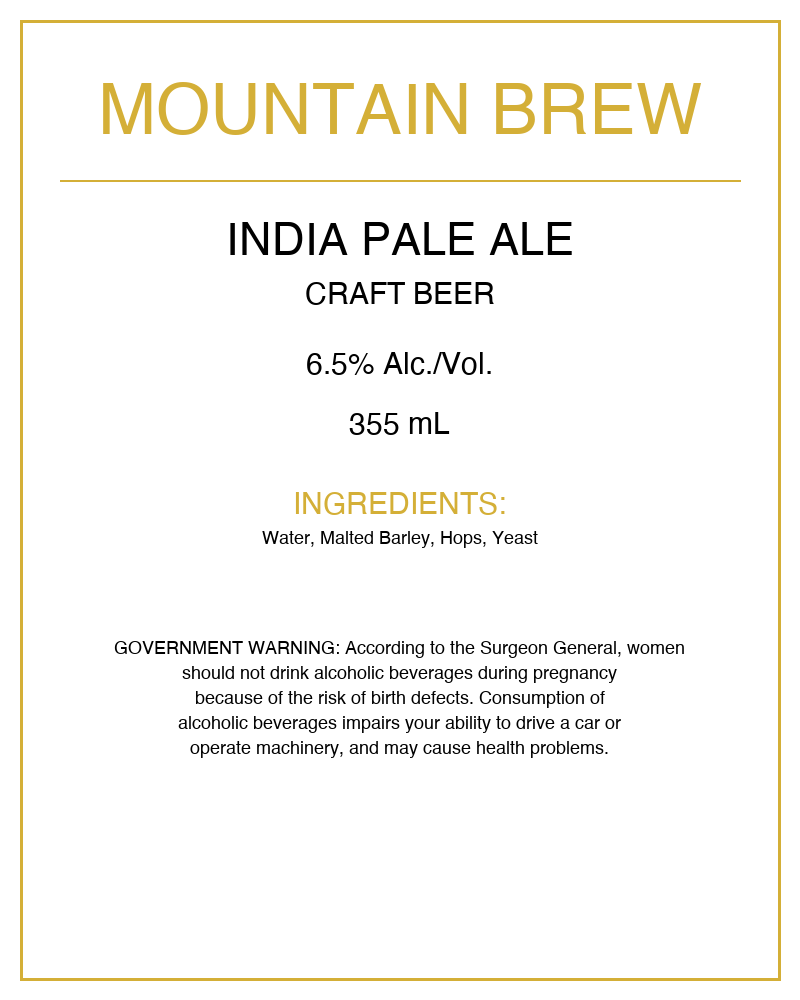 MOUNTAIN BREW
INDIA PALE ALE
CRAFT BEER
6.5% Alc./Vol.
355 mL
INGREDIENTS:
Water, Malted Barley, Hops, Yeast
GOVERNMENT WARNING: According to the Surgeon General, women
should not drink alcoholic beverages during pregnancy
because of the risk of birth defects. Consumption of
alcoholic beverages impairs your ability to drive a car or
operate machinery, and may cause health problems.